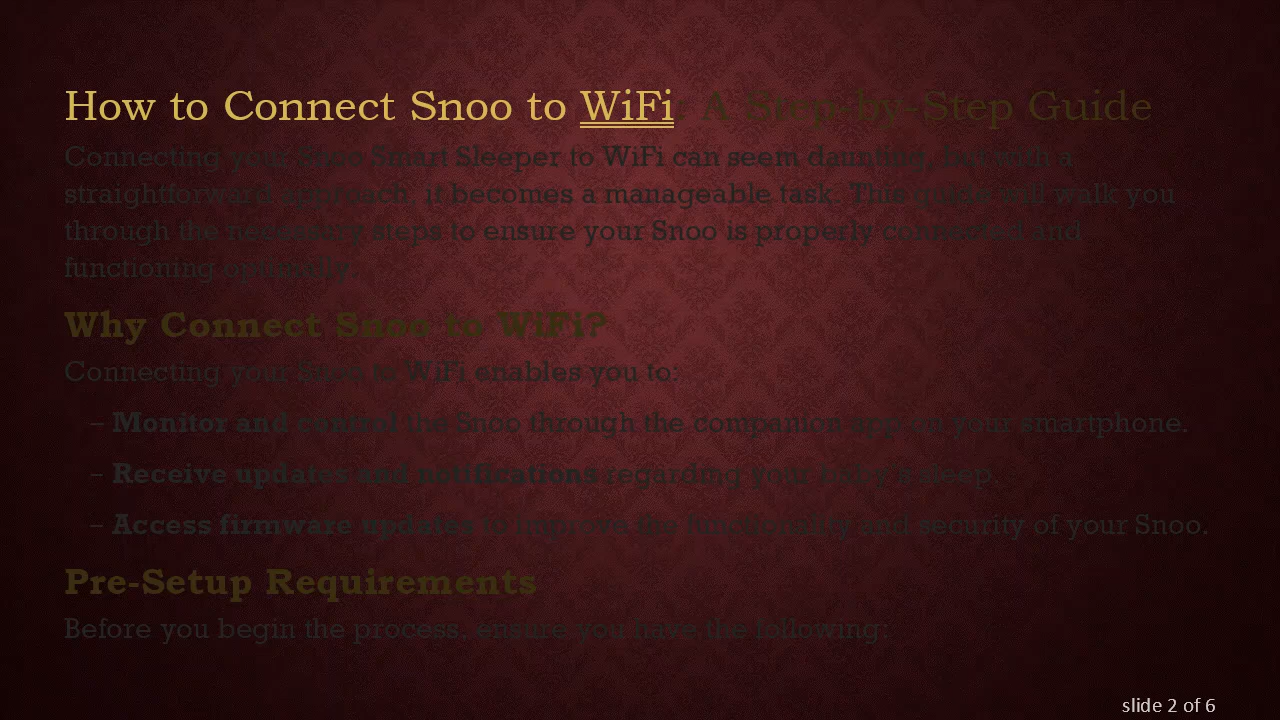 How to Connect Snoo to WiFi: A Step-by-Step Guide
Connecting your Snoo Smart Sleeper to WiFi can seem daunting, but with a
straightforward approach, it becomes a manageable task. This guide will walk you
through the necessary steps to ensure your Snoo is properly connected and
functioning optimally.
Why Connect Snoo to WiFi?
Connecting your Snoo to WiFi enables you to:
– Monitor and control the Snoo through the companion app on your smartphone.
– Receive updates and notifications regarding your baby's sleep.
– Access firmware updates to improve the functionality and security of your Snoo.
Pre-Setup Requirements
Before you begin the process, ensure you have the following:
slide 2 of 6